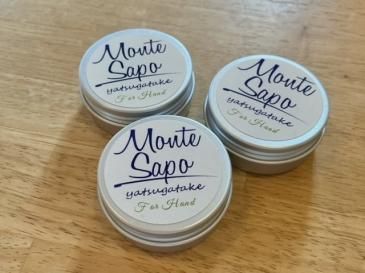 Monte
Sapo
yatsugatake
For Hand
Monte
Sapo
yatsugatake
For Hand
Monte
Sapo
yatsugatake
For Hand